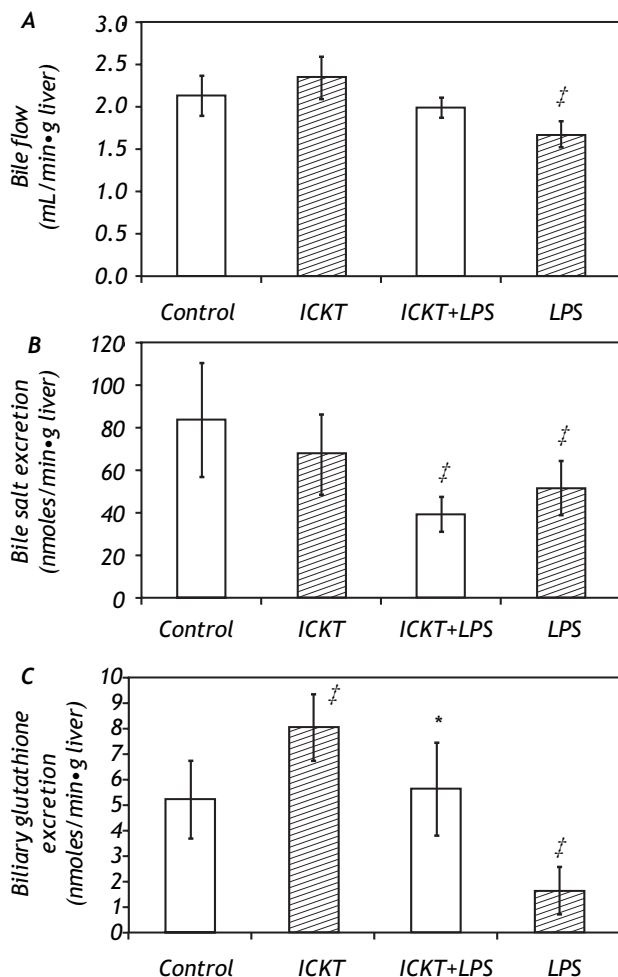 A
Bile flow
(mL/min•g liver)
3.0
2.5
2.0
1.5
1.0
0.5
0.0
‡
Control ICKT ICKT+LPS LPS
B
Bile salt excretion
(nmoles/min•g liver)
120
100
80
60
40
20
0
‡
‡
Control ICKT ICKT+LPS LPS
C
Biliary glutathione
excretion
(nmoles/min•g liver)
10
9
8
7
6
5
4
3
2
1
0
‡
*
‡
Control ICKT ICKT+LPS LPS